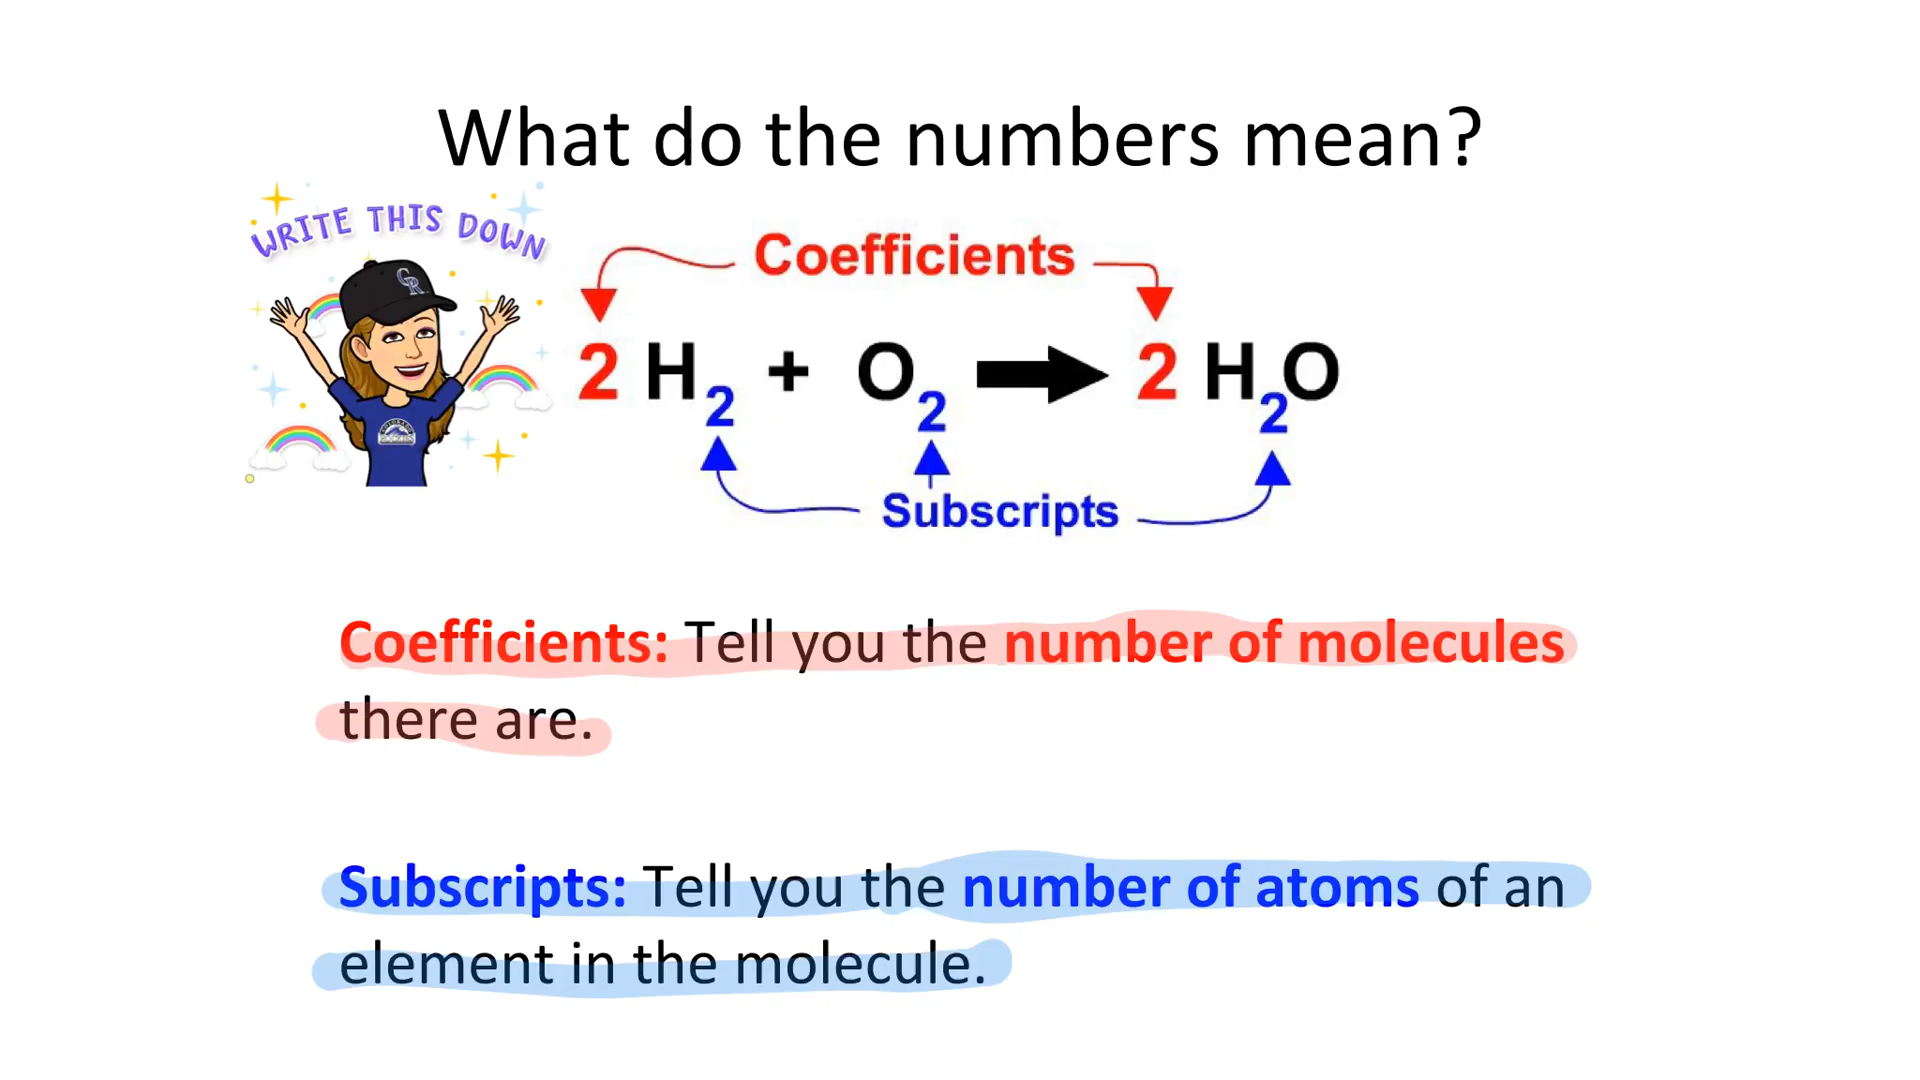 What do the numbers mean?
WRITE THIS DOWN
CR
Coefficients
2 H₂ + O₂ → 2 H₂O
Subscripts
Coefficients: Tell you the number of molecules
there are.
Subscripts: Tell you the number of atoms of an
element in the molecule.